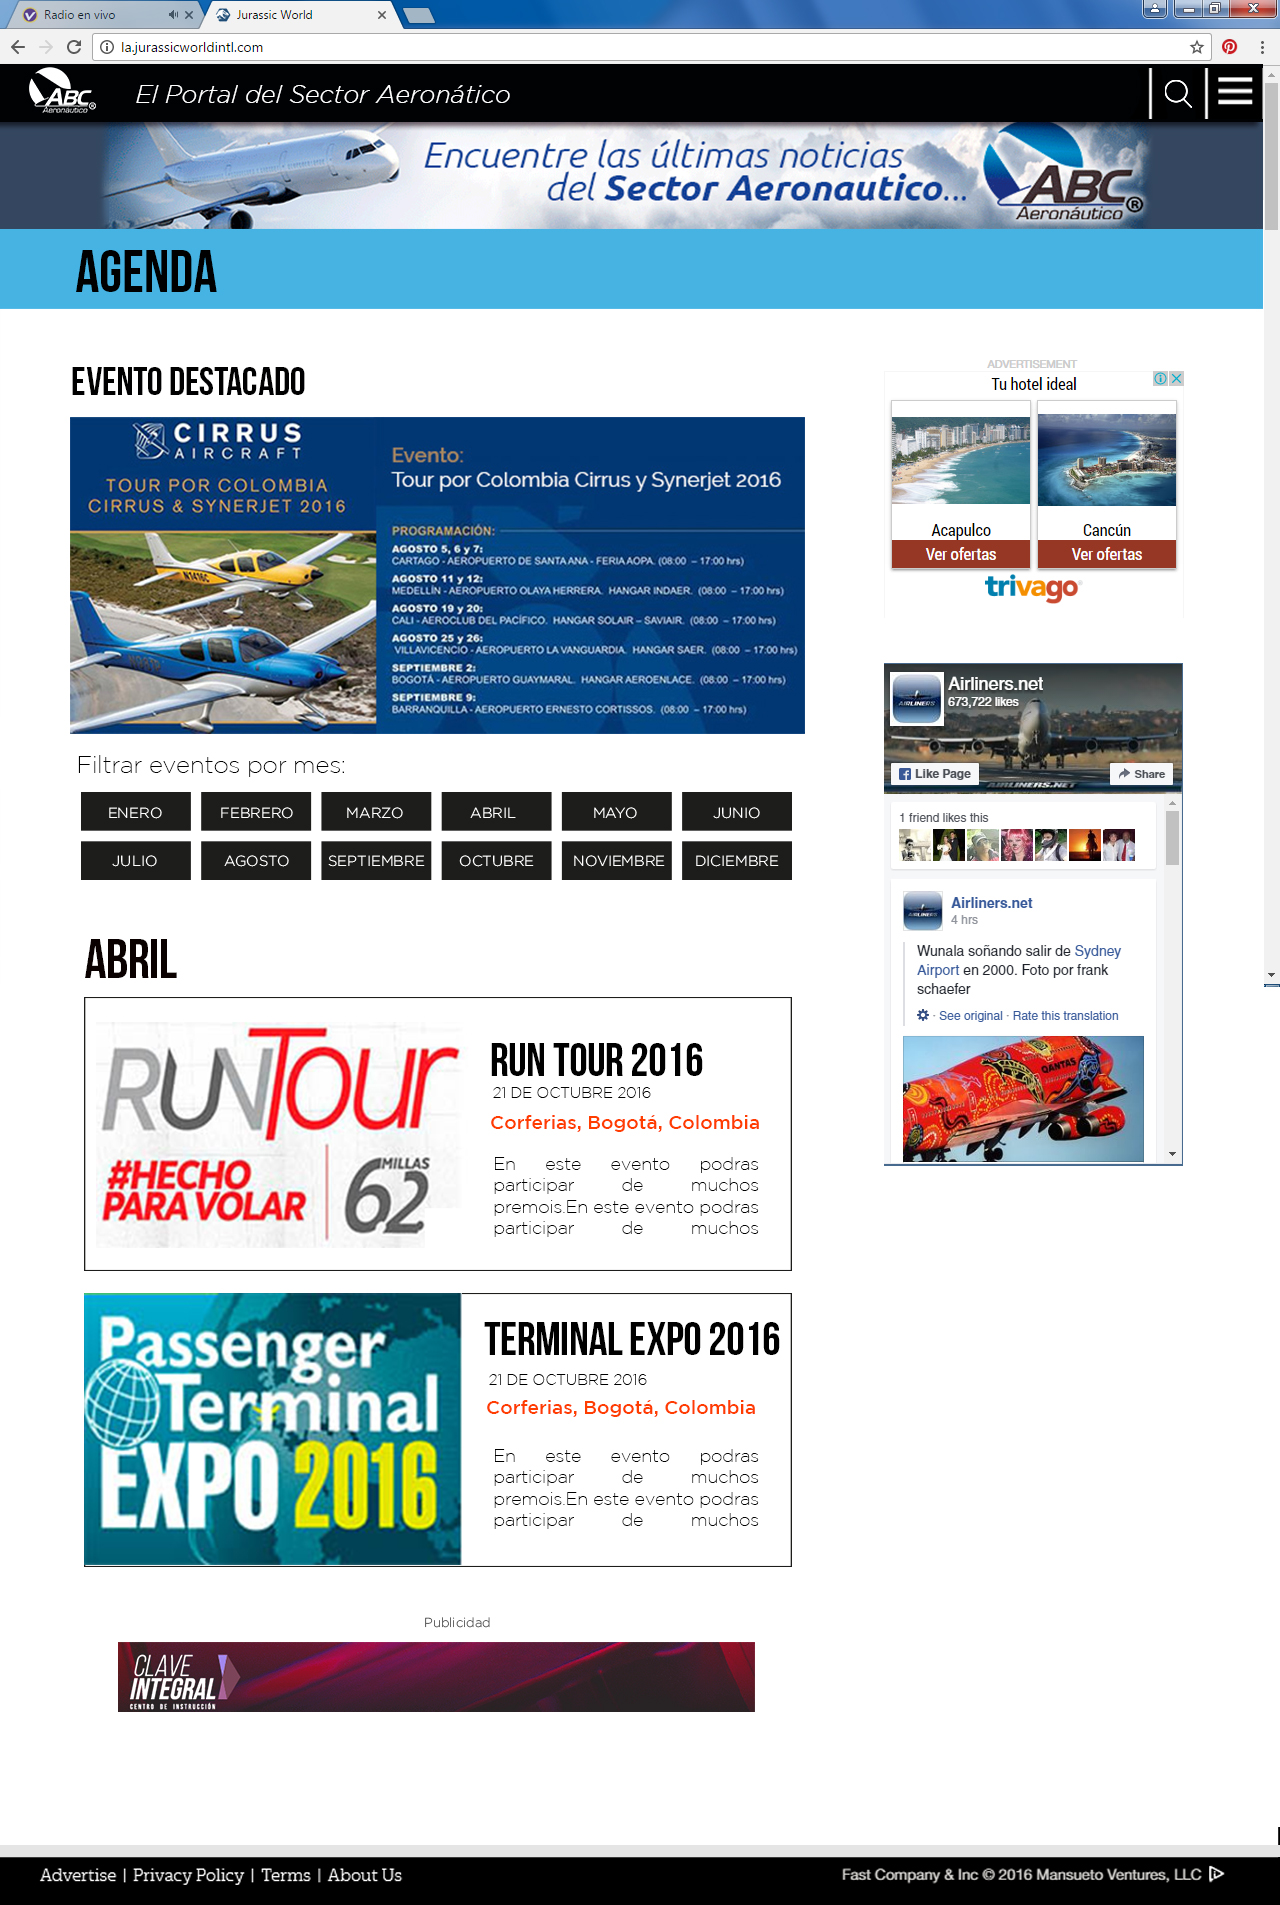 Radio en vivo
Jurassic World
la.jurassicworldintl.com
ABC
Aeronáutico
El Portal del Sector Aeronático
Encuentre las últimas noticias
del Sector Aeronautico...
ABC
Aeronáutico
AGENDA
EVENTO DESTACADO
CIRRUS
AIRCRAFT
TOUR POR COLOMBIA
CIRRUS & SYNERJET 2016
N1416C
Evento:
Tour por Colombia Cirrus y Synerjet 2016
PROGRAMACIÓN:
AGOSTO 5, 6 y 7:
CARTAGO - AEROPUERTO DE SANTA ANA - FERIA AOPA. (08:00 – 17:00 hrs)
AGOSTO 11 y 12:
MEDELLÍN - AEROPUERTO OLAYA HERRERA. HANGAR INDAER. (08:00 – 17:00 hrs)
AGOSTO 19 y 20:
CALI - AEROCLUB DEL PACÍFICO. HANGAR SOLAIR – SAVIAIR. (08:00 – 17:00 hrs)
AGOSTO 25 y 26:
VILLAVICENCIO - AEROPUERTO LA VANGUARDIA. HANGAR SAER. (08:00 – 17:00 hrs)
SEPTIEMBRE 2:
BOGOTÁ - AEROPUERTO GUAYMARAL. HANGAR AEROENLACE. (08:00 – 17:00 hrs)
SEPTIEMBRE 9:
BARRANQUILLA - AEROPUERTO ERNESTO CORTISSOS. (08:00 – 17:00 hrs)
Filtrar eventos por mes:
ENERO FEBRERO MARZO ABRIL MAYO JUNIO
JULIO AGOSTO SEPTIEMBRE OCTUBRE NOVIEMBRE DICIEMBRE
ABRIL
RUNTour
#HECHO
PARA VOLAR
62
MILLAS
RUN TOUR 2016
21 DE OCTUBRE 2016
Corferias, Bogotá, Colombia
En este evento podras
participar de muchos
premois.En este evento podras
participar de muchos
Passenger
Terminal
EXPO 2016
TERMINAL EXPO 2016
21 DE OCTUBRE 2016
Corferias, Bogotá, Colombia
En este evento podras
participar de muchos
premois.En este evento podras
participar de muchos
Publicidad
CLAVE
INTEGRAL
CENTRO DE INSTRUCCIÓN
ADVERTISEMENT
Tu hotel ideal
Acapulco
Ver ofertas
Cancún
Ver ofertas
trivago
AIRLINERS
Airliners.net
673,722 likes
Like Page
Share
AIRLINERS.NET
1 friend likes this
AIRLINERS
Airliners.net
4 hrs
Wunala soñando salir de Sydney
Airport en 2000. Foto por frank
schaefer
· See original · Rate this translation
QANTAS
Advertise | Privacy Policy | Terms | About Us
Fast Company & Inc © 2016 Mansueto Ventures, LLC